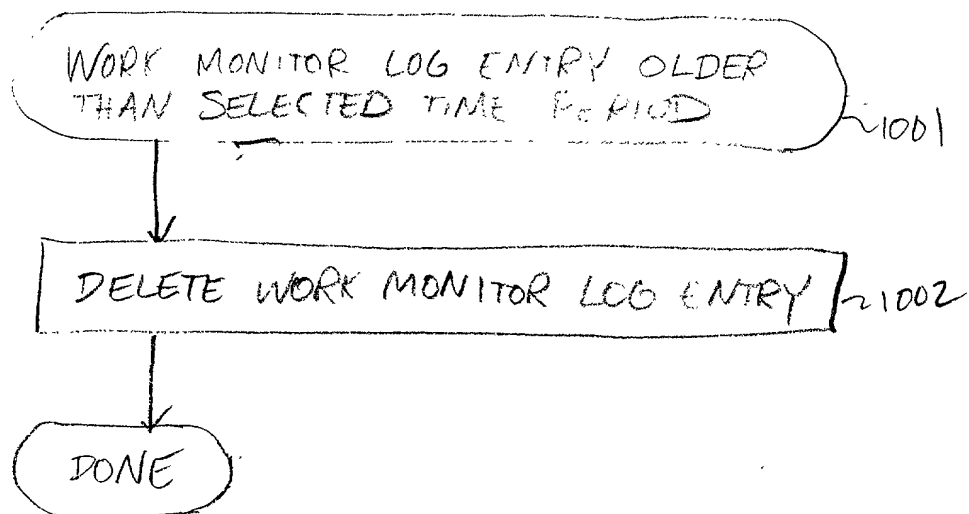 WORK MONITOR LOG ENTRY OLDER
THAN SELECTED TIME PERIOD
1001
DELETE WORK MONITOR LOG ENTRY
1002
DONE